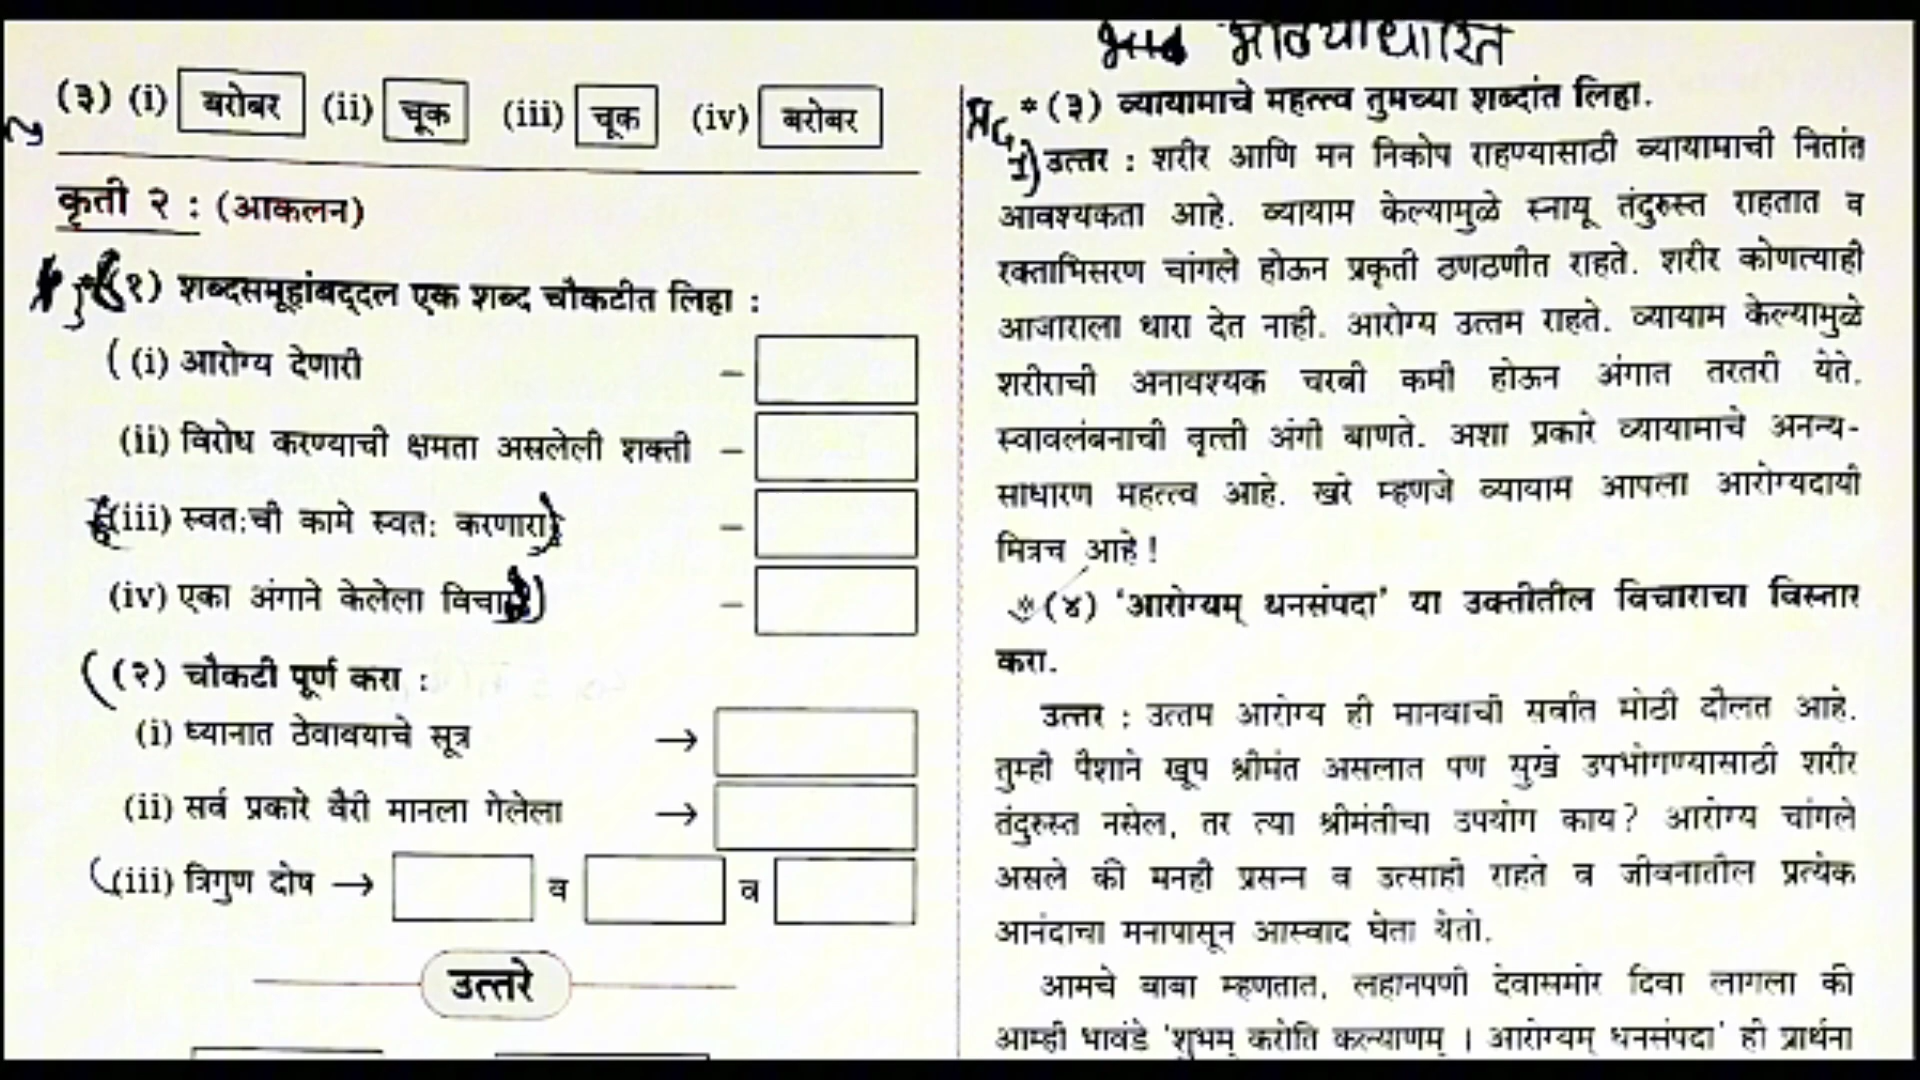 (३) (i) बरोबर (ii) चूक (iii) चूक (iv) बरोबर
कृती २ : (आकलन)
(१) शब्दसमूहांबद्दल एक शब्द चौकटीत लिहा :
(i) आरोग्य देणारी –
(ii) विरोध करण्याची क्षमता असलेली शक्ती –
(iii) स्वतःची कामे स्वतः करणारा –
(iv) एका अंगाने केलेला –
(२) चौकटी पूर्ण करा :
(i) ध्यानात ठेवावयाचे सूत्र →
(ii) सर्व प्रकारे वैरी मानला गेलेला →
(iii) त्रिगुण दोष → व व
उत्तरे
* (३) व्यायामाचे महत्त्व तुमच्या शब्दांत लिहा.
उत्तर : शरीर आणि मन निकोप राहण्यासाठी व्यायामाची नितांत
आवश्यकता आहे. व्यायाम केल्यामुळे स्नायू तंदुरुस्त राहतात व
रक्ताभिसरण चांगले होऊन प्रकृती ठणठणीत राहते. शरीर कोणत्याही
आजाराला थारा देत नाही. आरोग्य उत्तम राहते. व्यायाम केल्यामुळे
शरीराची अनावश्यक चरबी कमी होऊन अंगात तरतरी येते.
स्वावलंबनाची वृत्ती अंगी बाणते. अशा प्रकारे व्यायामाचे अनन्य-
साधारण महत्त्व आहे. खरे म्हणजे व्यायाम आपला आरोग्यदायी
मित्रच आहे !
* (४) 'आरोग्यम् धनसंपदा' या उक्तीतील विचाराचा विस्तार
करा.
उत्तर : उत्तम आरोग्य ही मानवाची सर्वांत मोठी दौलत आहे.
तुम्ही पैशाने खूप श्रीमंत असलात पण सुखे उपभोगण्यासाठी शरीर
तंदुरुस्त नसेल, तर त्या श्रीमंतीचा उपयोग काय? आरोग्य चांगले
असले की मनही प्रसन्न व उत्साही राहते व जीवनातील प्रत्येक
आनंदाचा मनापासून आस्वाद घेता येतो.
आमचे बाबा म्हणतात, लहानपणी देवासमोर दिवा लागला की
आम्ही भावंडे 'शुभम् करोति कल्याणम् । आरोग्यम् धनसंपदा' ही प्रार्थना